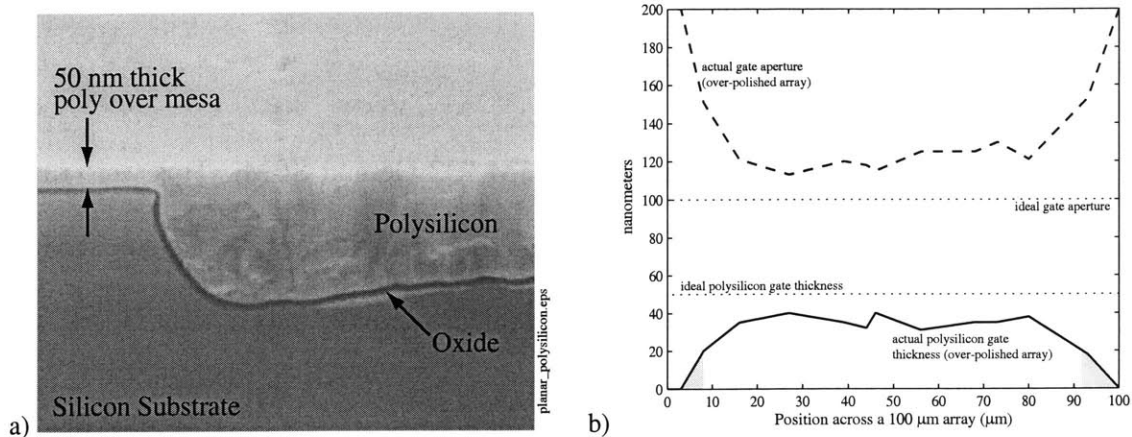 50 nm thick
poly over mesa
Polysilicon
Oxide
Silicon Substrate
planar_polysilicon.eps
a)
200
180
160
140
120
100
80
60
40
20
0
nanometers
actual gate aperture
(over-polished array)
ideal gate aperture
ideal polysilicon gate thickness
actual polysilicon gate
thickness (over-polished array)
0 10 20 30 40 50 60 70 80 90 100
Position across a 100 µm array (µm)
b)